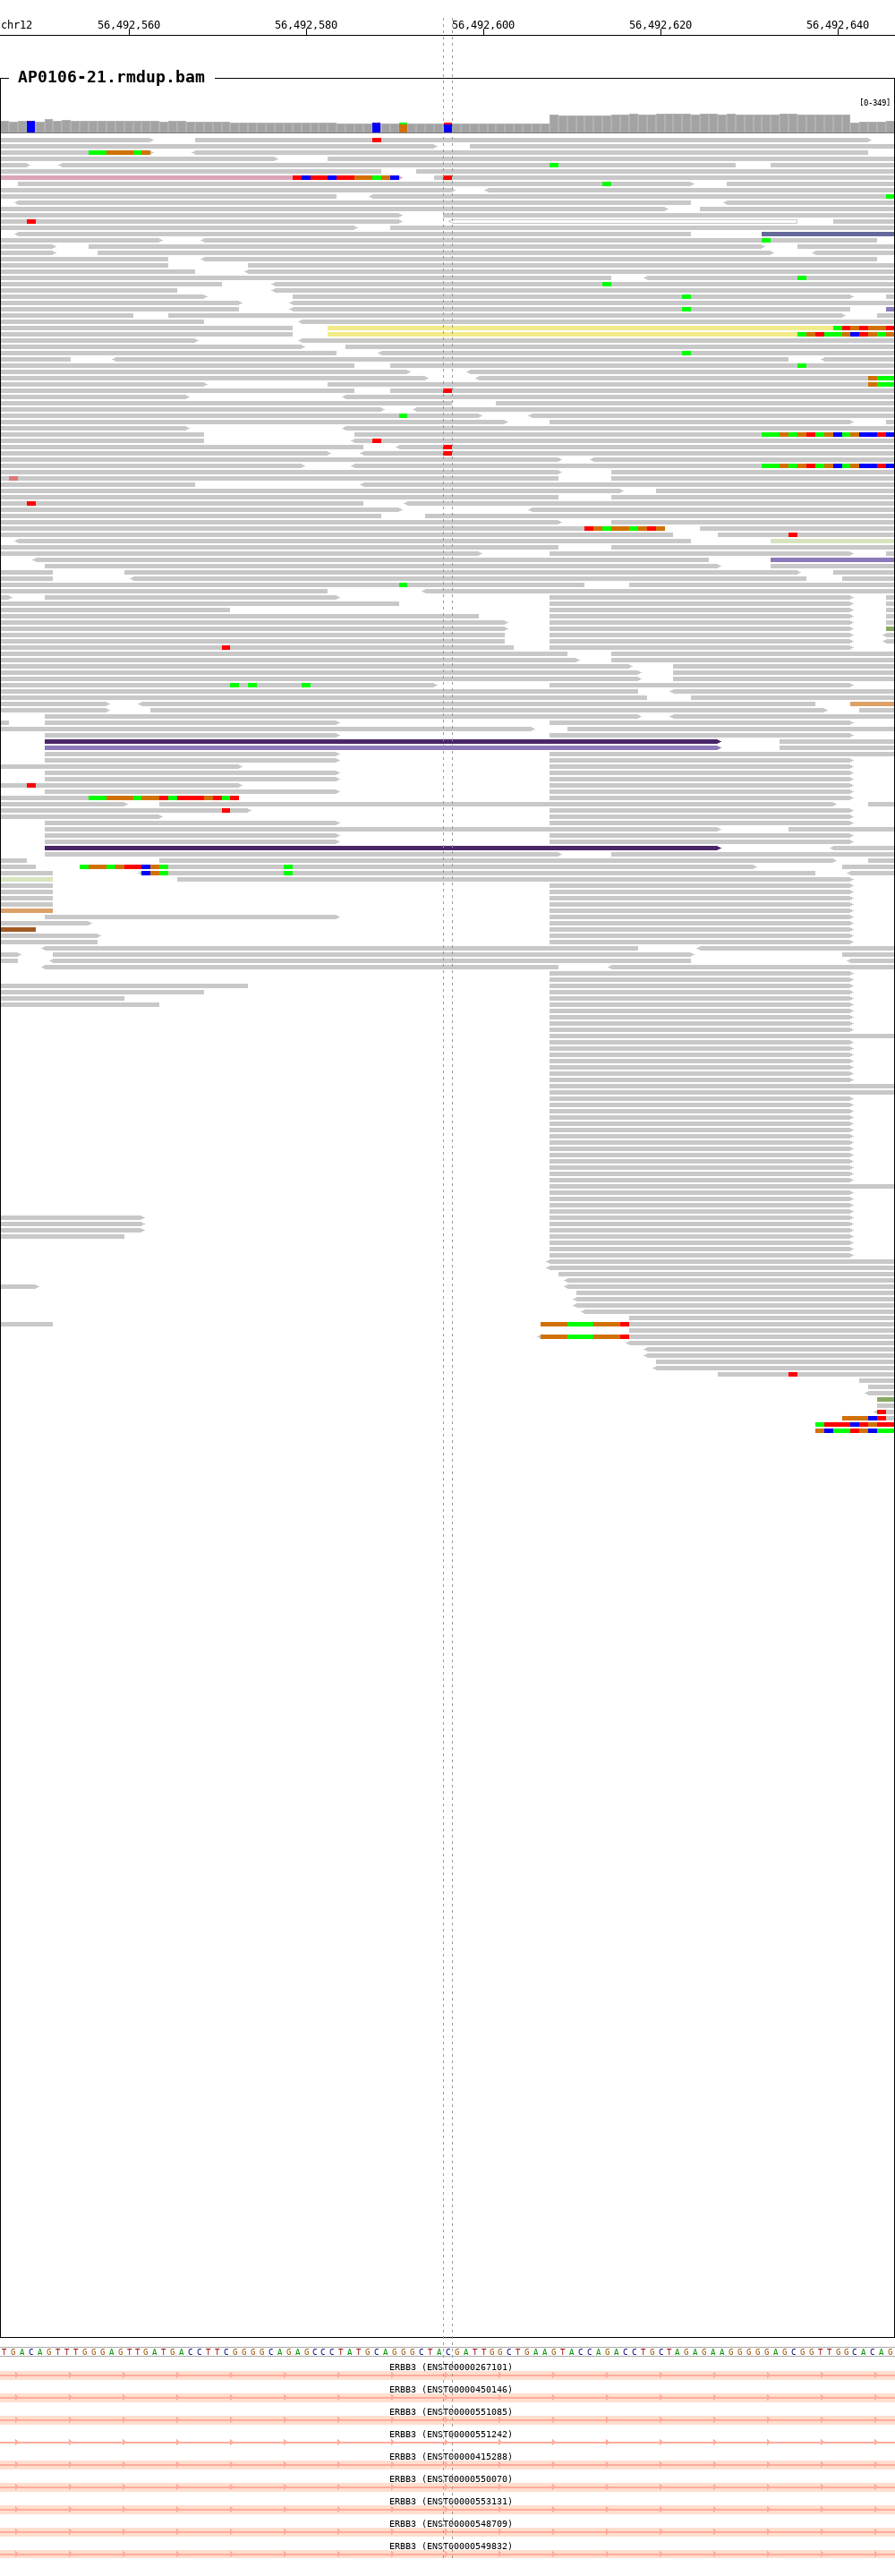 chr12 56,492,560 56,492,580 56,492,600 56,492,620 56,492,640
AP0106-21.rmdup.bam
[0-349]
T G A C A G T T T G G G A G T T G A T G A C C T T C G G G G C A G A G C C C T A T G C A G G G C T A C G A T T G G C T G A A G T A C C A G A C C T G C T A G A G A A G G G G G A G C G G T T G G C A C A G
ERBB3 (ENST00000267101)
ERBB3 (ENST00000450146)
ERBB3 (ENST00000551085)
ERBB3 (ENST00000551242)
ERBB3 (ENST00000415288)
ERBB3 (ENST00000550070)
ERBB3 (ENST00000553131)
ERBB3 (ENST00000548709)
ERBB3 (ENST00000549832)